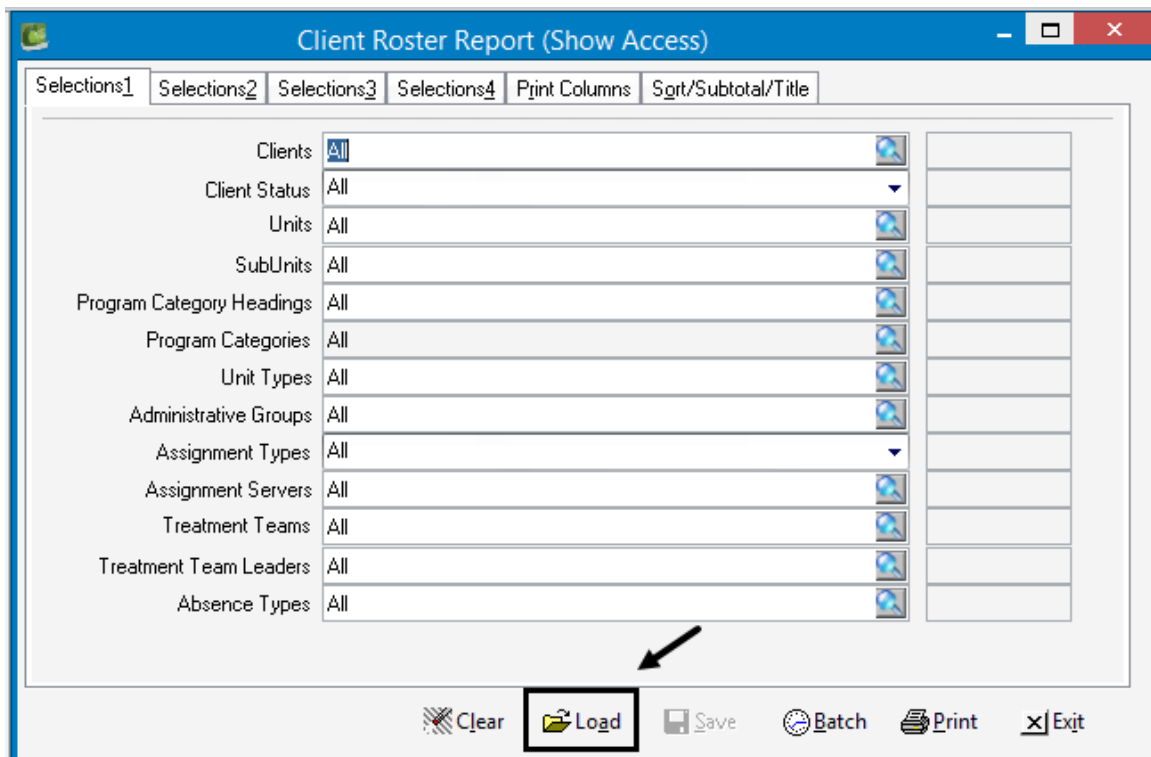 Client Roster Report (Show Access)
Selections1 Selections2 Selections3 Selections4 Print Columns Sort/Subtotal/Title
Clients All
Client Status All
Units All
SubUnits All
Program Category Headings All
Program Categories All
Unit Types All
Administrative Groups All
Assignment Types All
Assignment Servers All
Treatment Teams All
Treatment Team Leaders All
Absence Types All
Clear Load Save Batch Print Exit